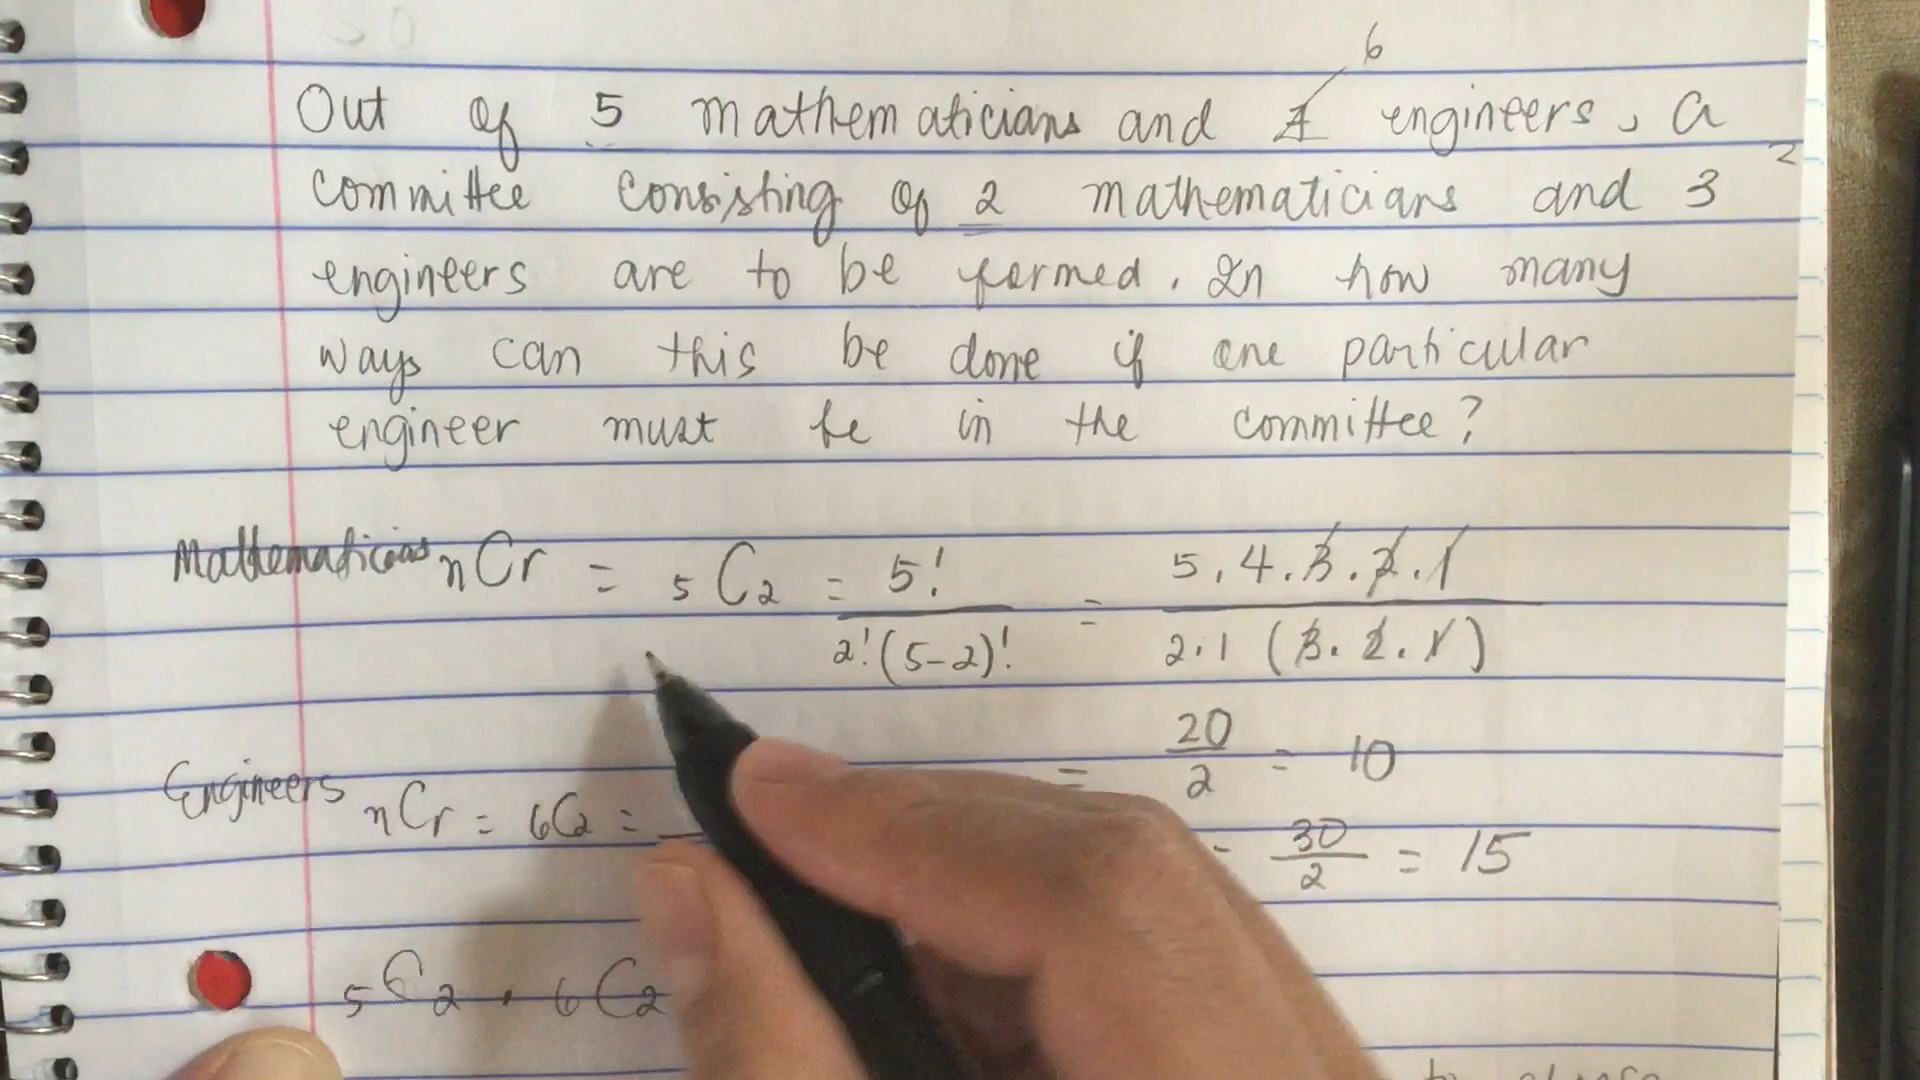 6
Out of 5 mathematicians and 7 engineers, a
2
committee consisting of 2 mathematicians and 3
engineers are to be formed. In how many
ways can this be done if one particular
engineer must be in the committee?
Mathematicians nCr = 5C2 = 5! / 2!(5-2)! = 5.4.3.2.1 / 2.1 (3.2.1)
= 20/2 = 10
Engineers nCr = 6C2 = - 30/2 = 15
5C2 . 6C2